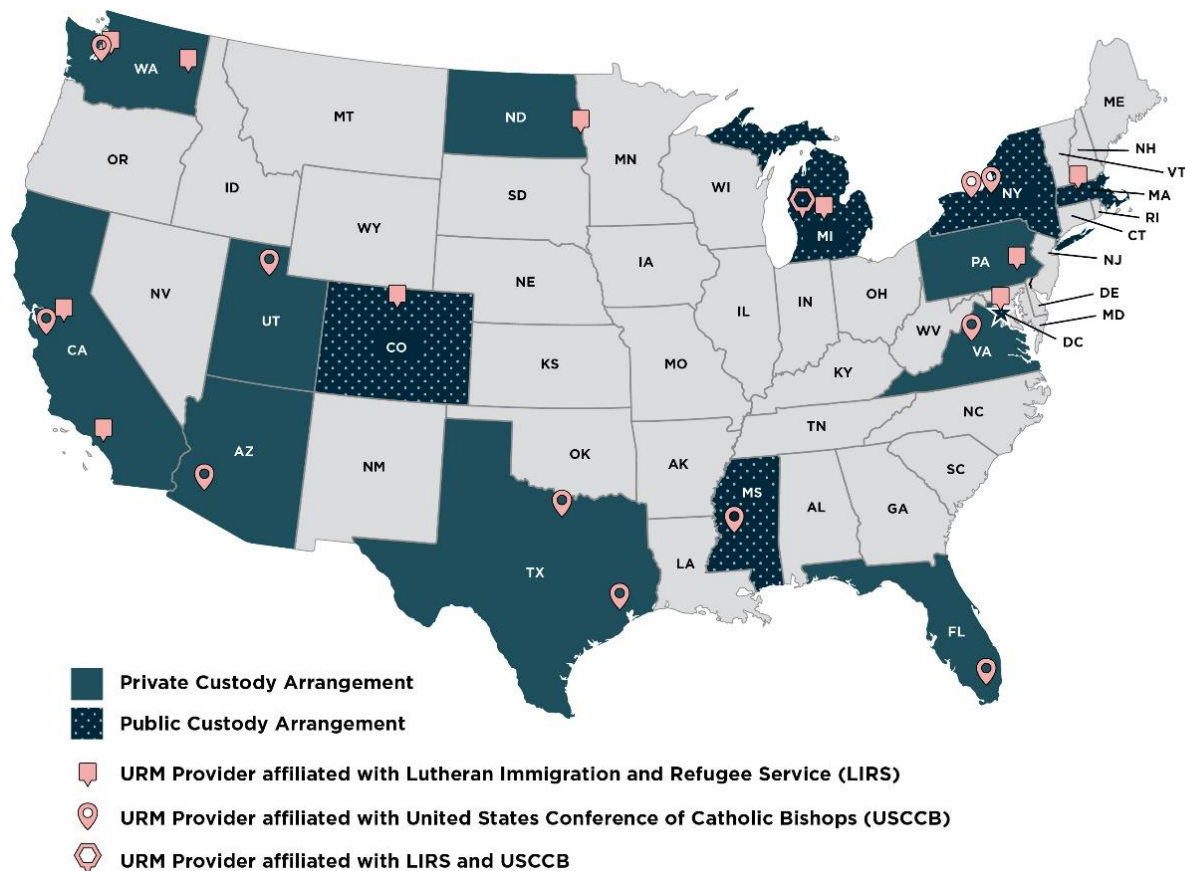 WA
MT
ND
MN
ME
OR
ID
SD
WI
NH
VT
NY
MA
RI
CT
WY
MI
NJ
NE
IA
PA
NV
UT
CO
IL
IN
OH
DE
MD
DC
WV
VA
CA
KS
MO
KY
NC
AZ
NM
OK
AK
TN
SC
MS
AL
GA
TX
LA
FL
Private Custody Arrangement
Public Custody Arrangement
URM Provider affiliated with Lutheran Immigration and Refugee Service (LIRS)
URM Provider affiliated with United States Conference of Catholic Bishops (USCCB)
URM Provider affiliated with LIRS and USCCB